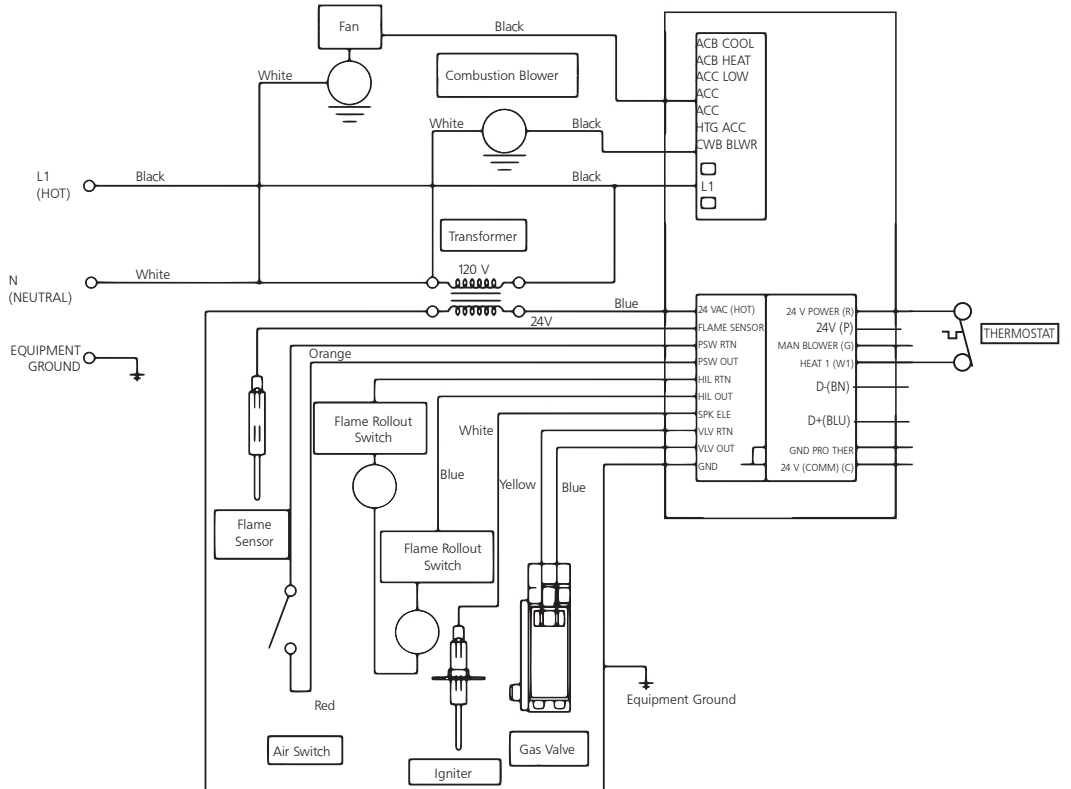 Fan
Black
ACB COOL
ACB HEAT
ACC LOW
ACC
ACC
HTG ACC
CWB BLWR
L1
White
Combustion Blower
White
Black
L1
(HOT)
Black
Black
Transformer
120 V
N
(NEUTRAL)
White
Blue
24V
EQUIPMENT
GROUND
Orange
24 VAC (HOT)
FLAME SENSOR
PSW RTN
PSW OUT
HIL RTN
HIL OUT
SPK ELE
VLV RTN
VLV OUT
GND
24 V POWER (R)
24V (P)
MAN BLOWER (G)
HEAT 1 (W1)
D-(BN)
D+(BLU)
GND PRO THER
24 V (COMM) (C)
THERMOSTAT
Flame Rollout
Switch
White
Blue
Yellow
Blue
Flame
Sensor
Flame Rollout
Switch
Red
Equipment Ground
Air Switch
Igniter
Gas Valve